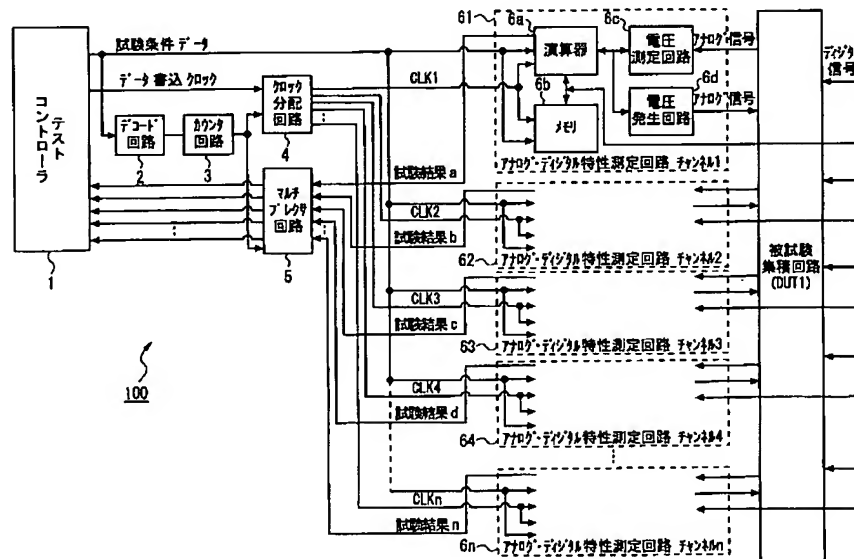 61
6a
6c
試験条件データ
演算器
電圧
測定回路
アナログ信号
ディジタル
信号
テスト
コントローラ
データ書込クロック
クロック
分配
回路
CLK1
6b
6d
メモリ
電圧
発生回路
アナログ信号
デコード
回路
カウンタ
回路
2
3
4
試験結果a
アナログ・ディジタル特性測定回路 チャンネル1
マルチ
プレクサ
回路
CLK2
試験結果b
62
アナログ・ディジタル特性測定回路 チャンネル2
被試験
集積回路
(DUT1)
1
5
CLK3
試験結果c
63
アナログ・ディジタル特性測定回路 チャンネル3
100
CLK4
試験結果d
64
アナログ・ディジタル特性測定回路 チャンネル4
CLKn
試験結果n
6n
アナログ・ディジタル特性測定回路 チャンネルn